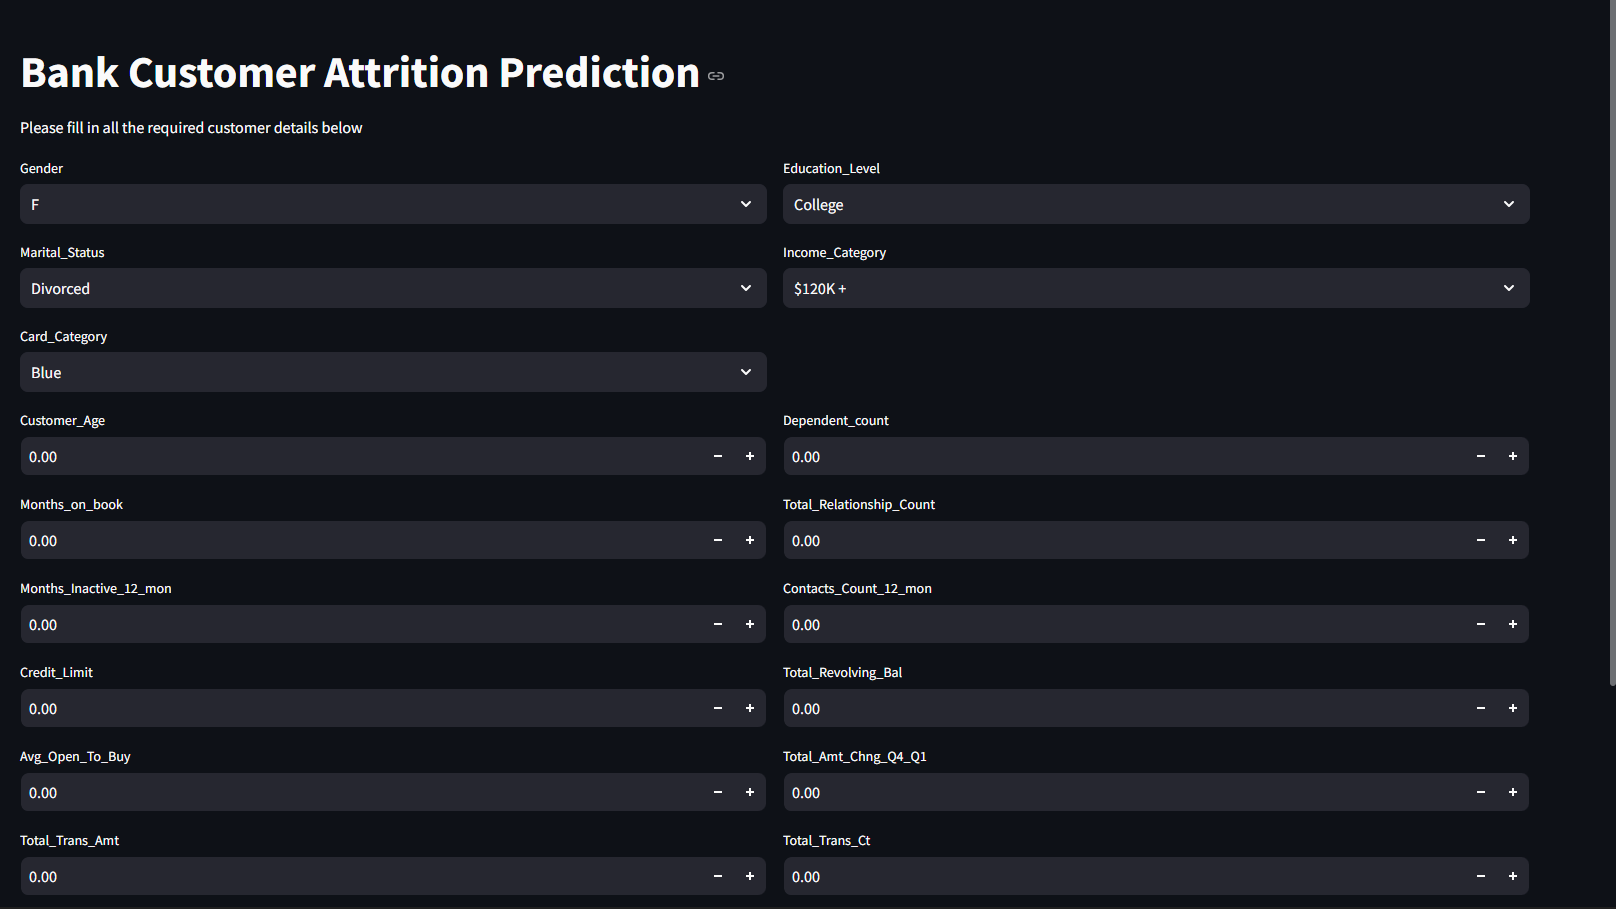 Bank Customer Attrition Prediction
Please fill in all the required customer details below
Gender
Education_Level
F
College
Marital_Status
Income_Category
Divorced
$120K +
Card_Category
Blue
Customer_Age
Dependent_count
0.00
0.00
Months_on_book
Total_Relationship_Count
0.00
0.00
Months_Inactive_12_mon
Contacts_Count_12_mon
0.00
0.00
Credit_Limit
Total_Revolving_Bal
0.00
0.00
Avg_Open_To_Buy
Total_Amt_Chng_Q4_Q1
0.00
0.00
Total_Trans_Amt
Total_Trans_Ct
0.00
0.00